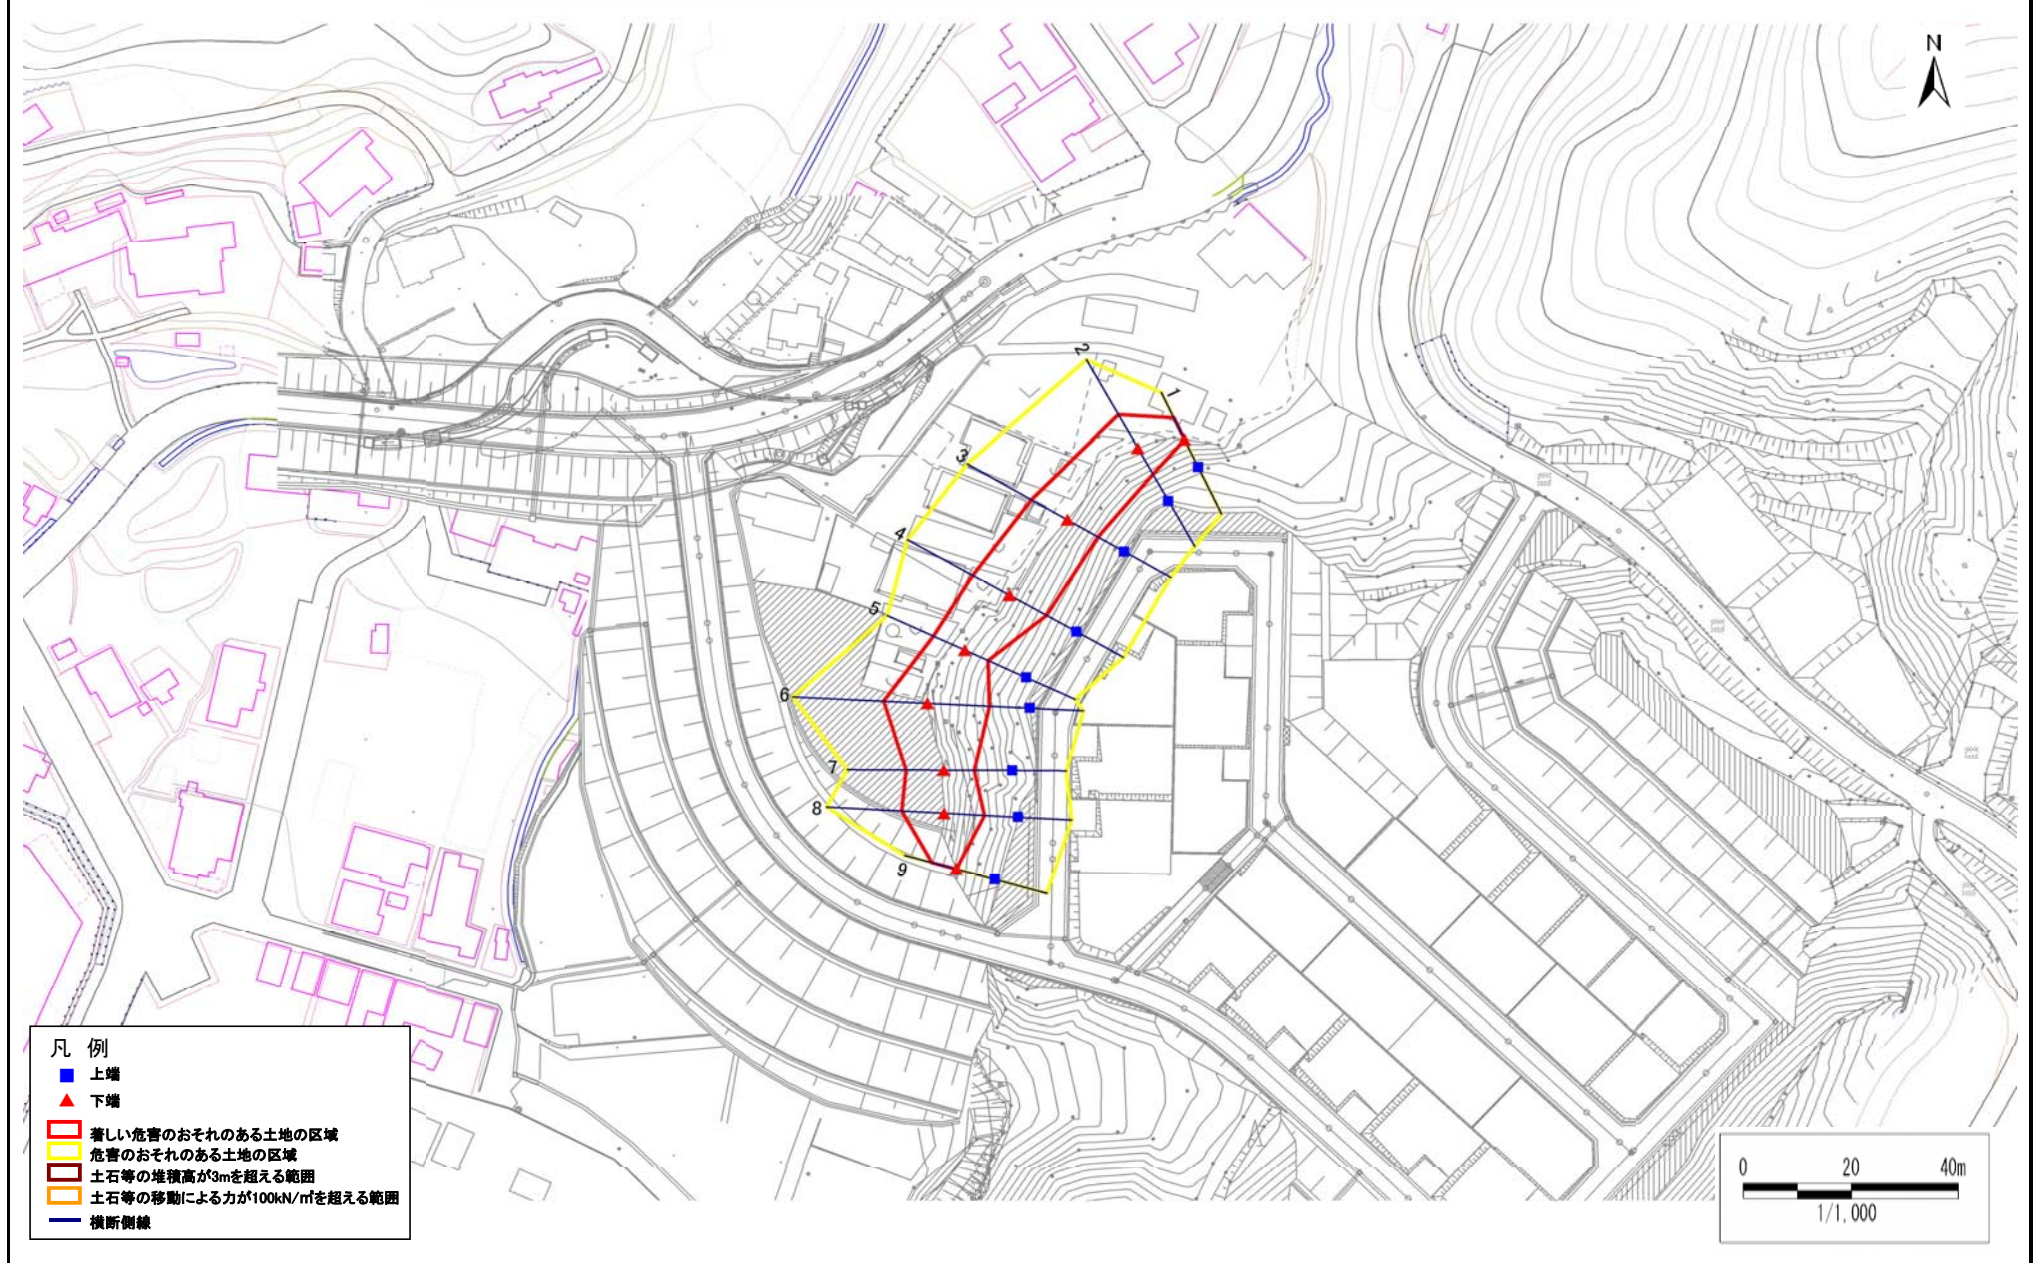 N
2
1
3
4
5
6
7
8
9
凡 例
上端
下端
著しい危害のおそれのある土地の区域
危害のおそれのある土地の区域
土石等の堆積高が3mを超える範囲
土石等の移動による力が100kN/㎡を超える範囲
横断側線
0 20 40m
1/1,000